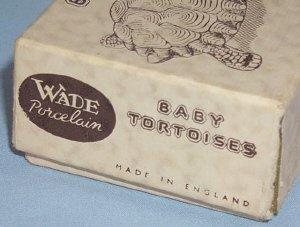 WADE
Porcelain
BABY
TORTOISES
MADE IN ENGLAND